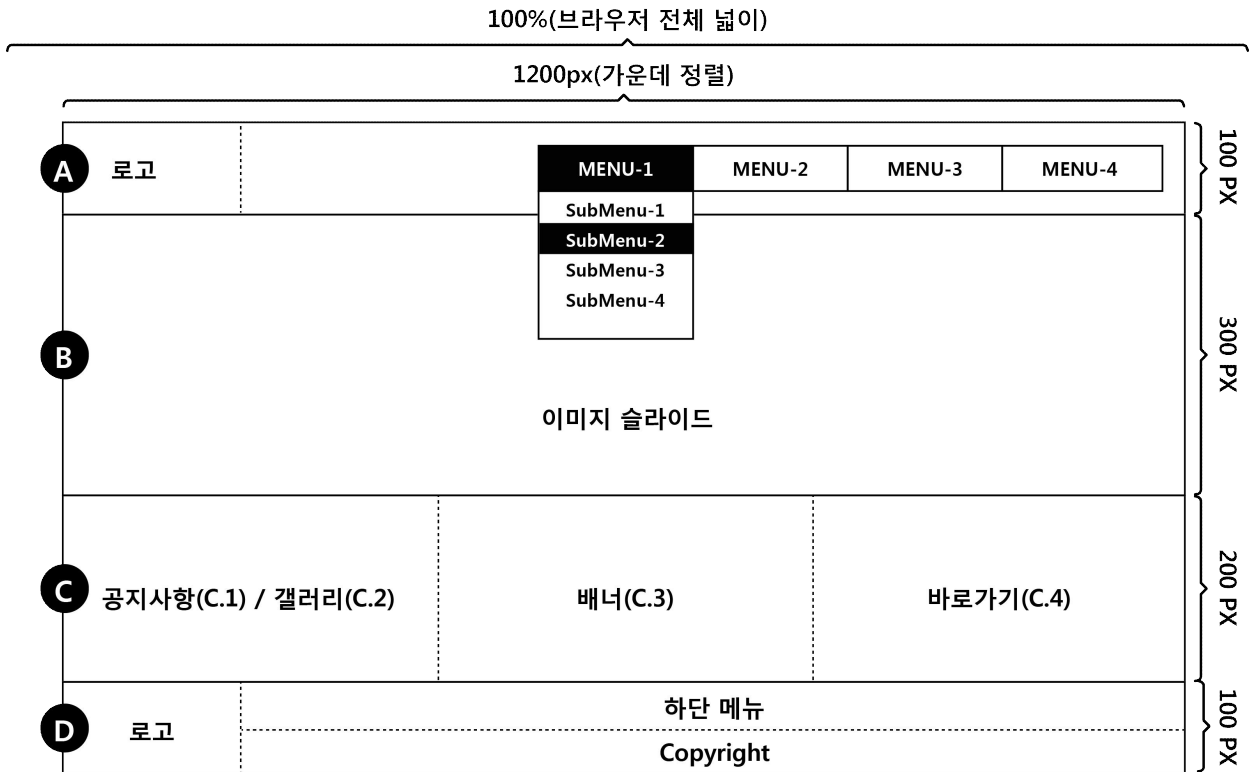 100%(브라우저 전체 넓이)
1200px(가운데 정렬)
A
로고
MENU-1
MENU-2
MENU-3
MENU-4
100 PX
SubMenu-1
SubMenu-2
SubMenu-3
SubMenu-4
B
이미지 슬라이드
300 PX
C
공지사항(C.1) / 갤러리(C.2)
배너(C.3)
바로가기(C.4)
200 PX
D
로고
하단 메뉴
Copyright
100 PX